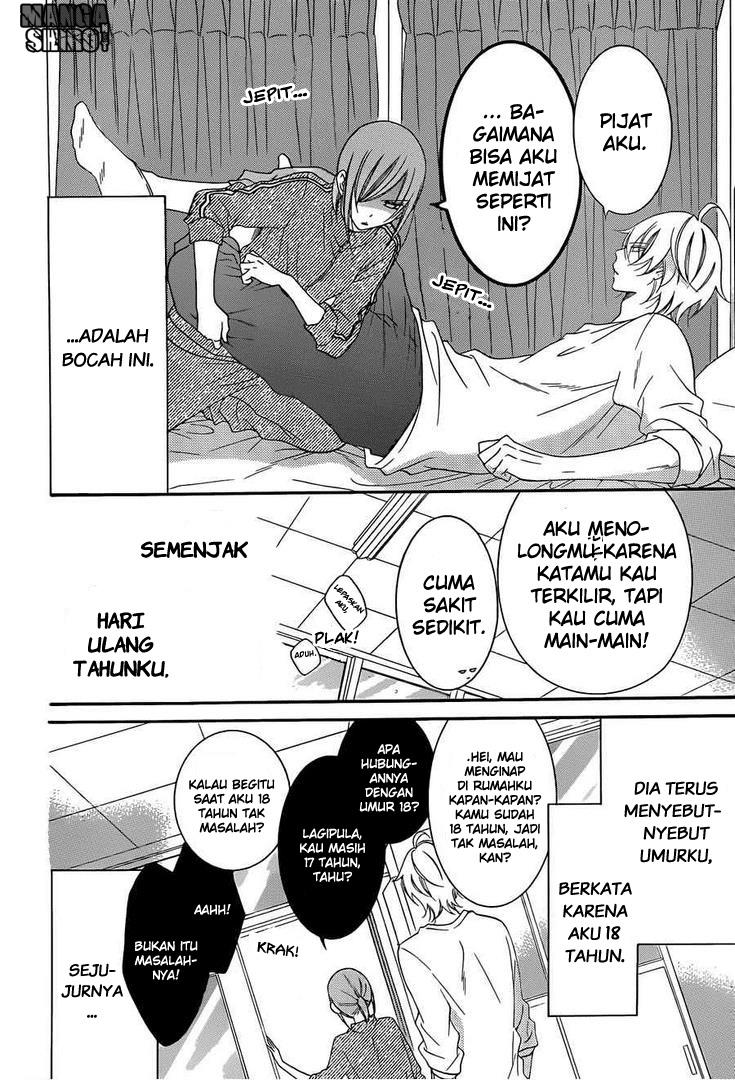 MANGA
SEIRO!
PIJAT
AKU.
... BA-
GAIMANA
BISA AKU
MEMIJAT
SEPERTI
INI?
JEPIT...
JEPIT...
...ADALAH
BOCAH INI.
AKU MENO-
LONGMU KARENA
KATAMU KAU
TERKILIR, TAPI
KAU CUMA
MAIN-MAIN!
CUMA
SAKIT
SEDIKIT.
LEPASKAN
AKU,
PLAK!
ADUH.
SEMENJAK
HARI
ULANG
TAHUNKU.
DIA TERUS
MENYEBUT-
NYEBUT
UMURKU,
BERKATA
KARENA
AKU 18
TAHUN.
.HEI, MAU
MENGINAP
DI RUMAHKU
KAPAN-KAPAN?
KAMU SUDAH
18 TAHUN, JADI
TAK MASALAH,
KAN?
APA
HUBUNG-
ANNYA
DENGAN
UMUR 18?
LAGIPULA,
KAU MASIH
17 TAHUN,
TAHU?
KALAU BEGITU
SAAT AKU 18
TAHUN TAK
MASALAH?
AAHH!
BUKAN ITU
MASALAH-
NYA!
KRAK!
SEJU-
JURNYA
...